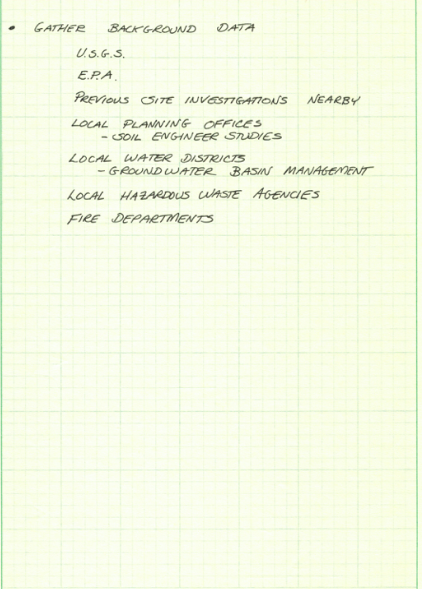 • GATHER BACKGROUND DATA
U.S.G.S.
E.P.A.
PREVIOUS SITE INVESTIGATIONS NEARBY
LOCAL PLANNING OFFICES
- SOIL ENGINEER STUDIES
LOCAL WATER DISTRICTS
- GROUNDWATER BASIN MANAGEMENT
LOCAL HAZARDOUS WASTE AGENCIES
FIRE DEPARTMENTS